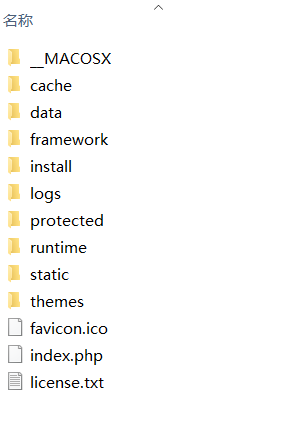 名称
__MACOSX
cache
data
framework
install
logs
protected
runtime
static
themes
favicon.ico
index.php
license.txt